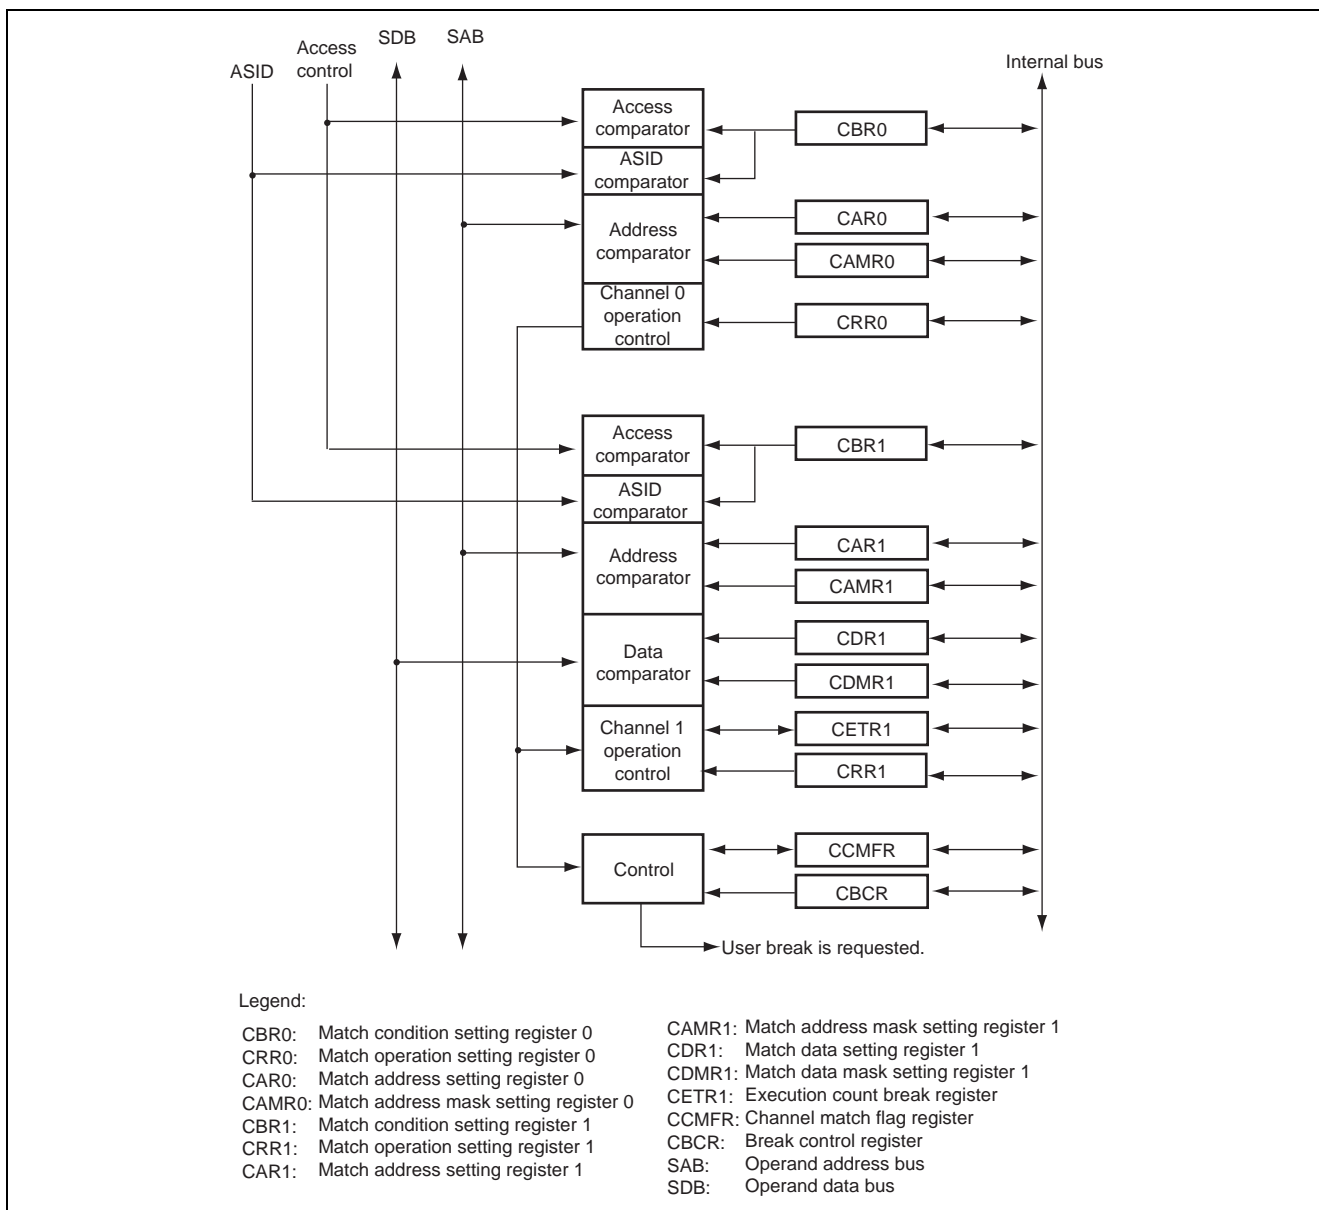 SDB
SAB
Access
control
ASID
Internal bus
Access
comparator
CBR0
ASID
comparator
Address
comparator
CAR0
CAMR0
Channel 0
operation
control
CRR0
Access
comparator
CBR1
ASID
comparator
Address
comparator
CAR1
CAMR1
Data
comparator
CDR1
CDMR1
Channel 1
operation
control
CETR1
CRR1
Control
CCMFR
CBCR
User break is requested.
Legend:
CBR0: Match condition setting register 0
CRR0: Match operation setting register 0
CAR0: Match address setting register 0
CAMR0: Match address mask setting register 0
CBR1: Match condition setting register 1
CRR1: Match operation setting register 1
CAR1: Match address setting register 1
CAMR1: Match address mask setting register 1
CDR1: Match data setting register 1
CDMR1: Match data mask setting register 1
CETR1: Execution count break register
CCMFR: Channel match flag register
CBCR: Break control register
SAB: Operand address bus
SDB: Operand data bus